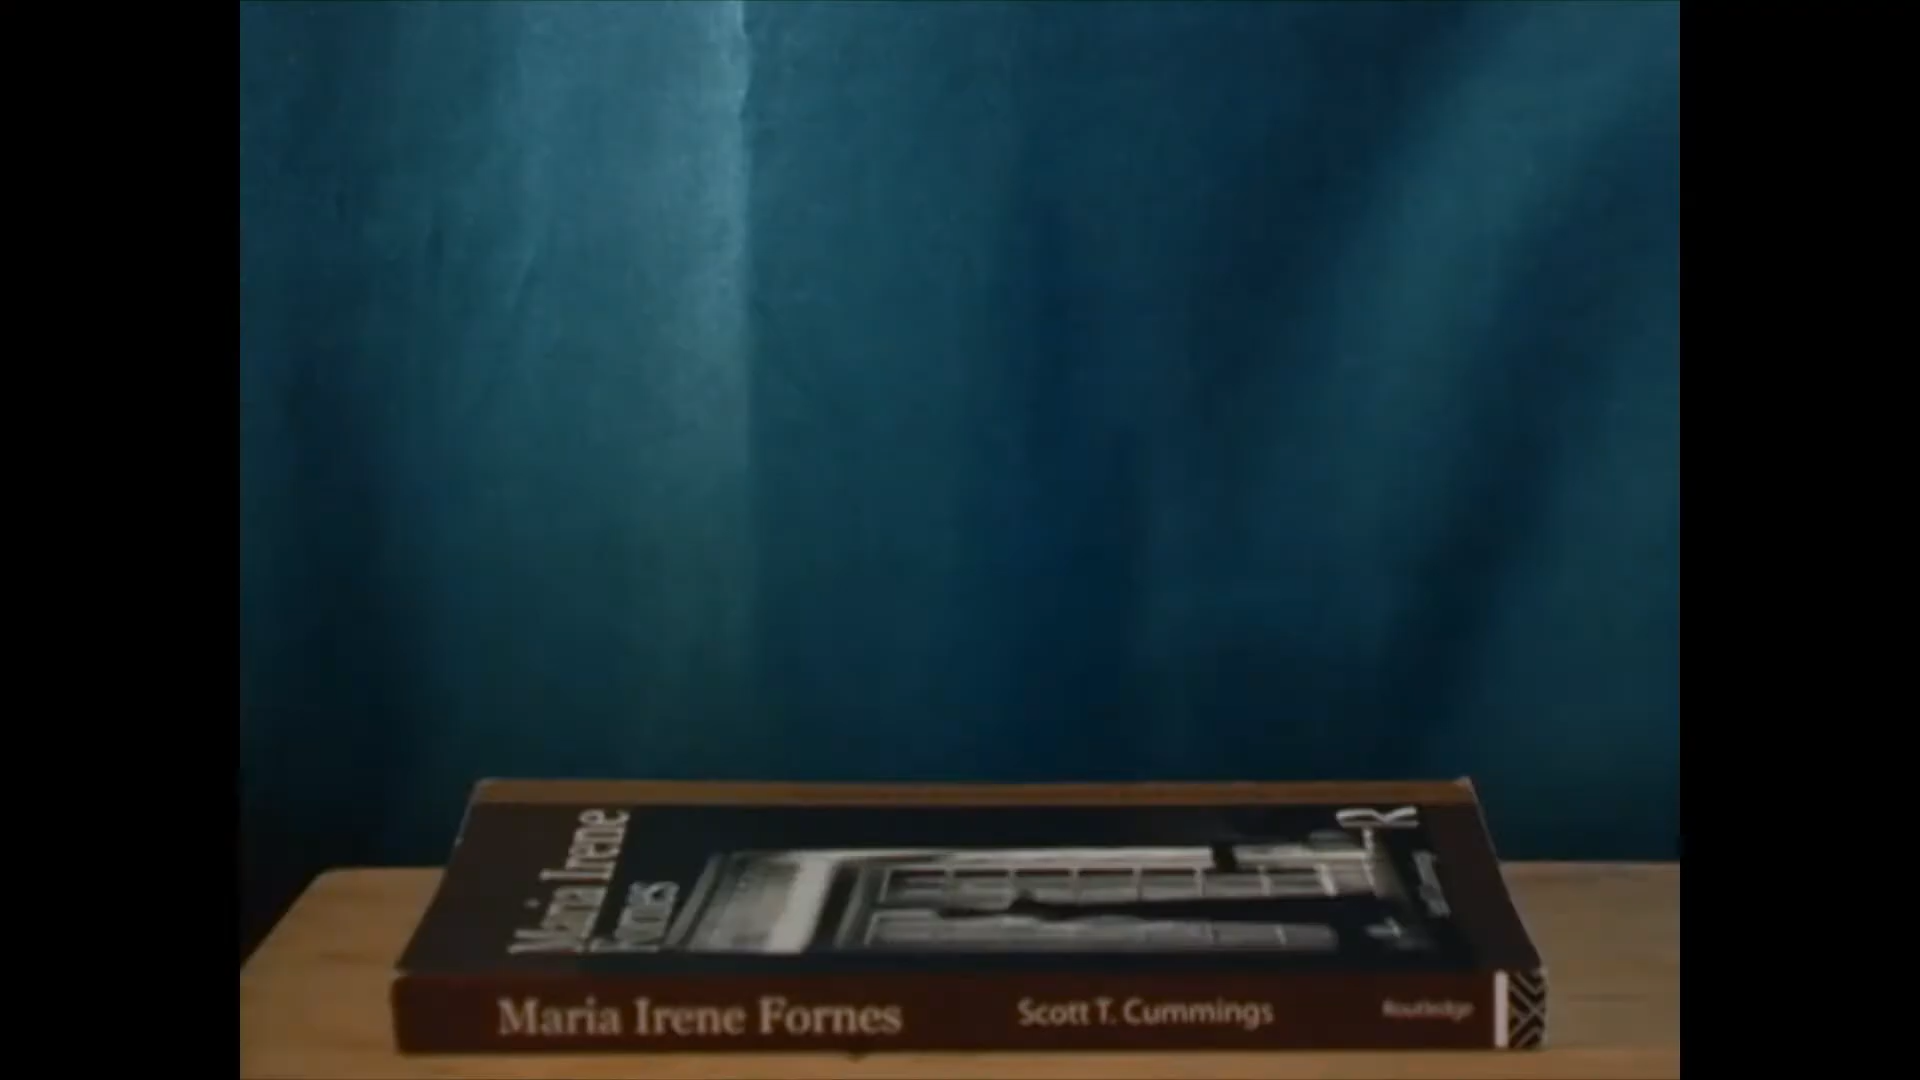 Maria Irene
Fornes
Maria Irene Fornes
Scott T. Cummings
Routledge